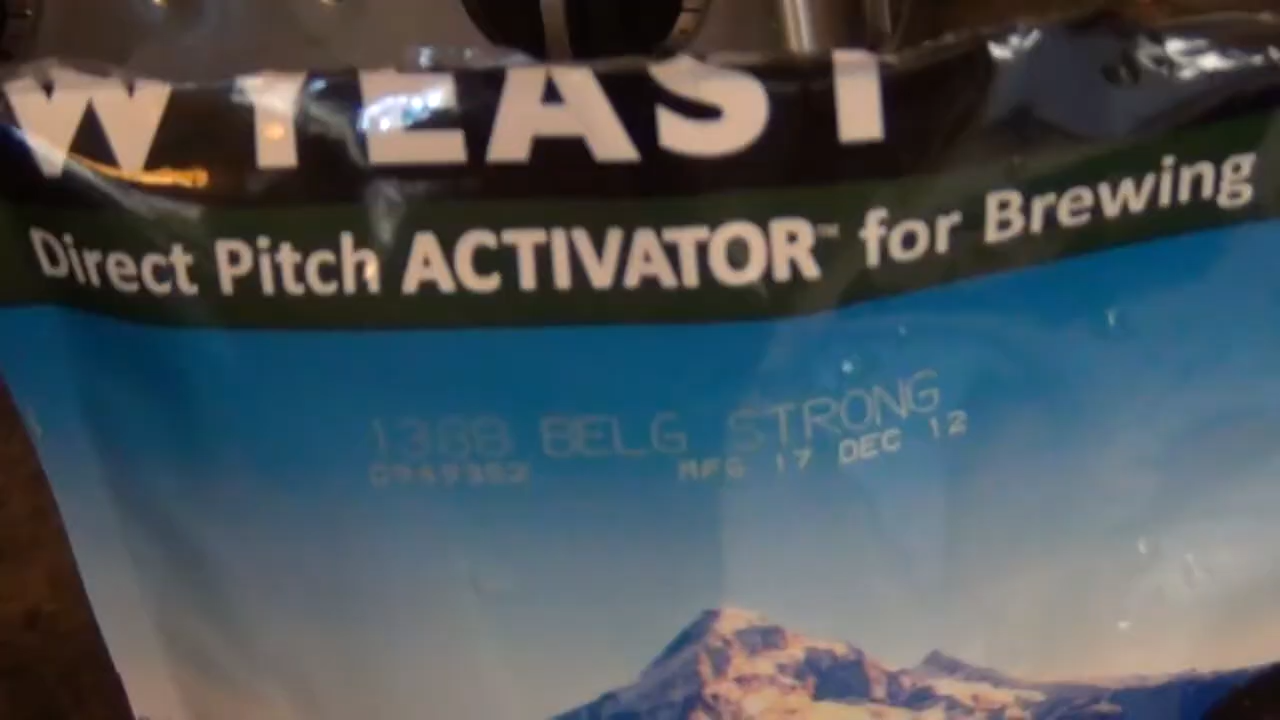 WYEAST
Direct Pitch ACTIVATOR™ for Brewing
1388 BELG STRONG
MFG 17 DEC 12